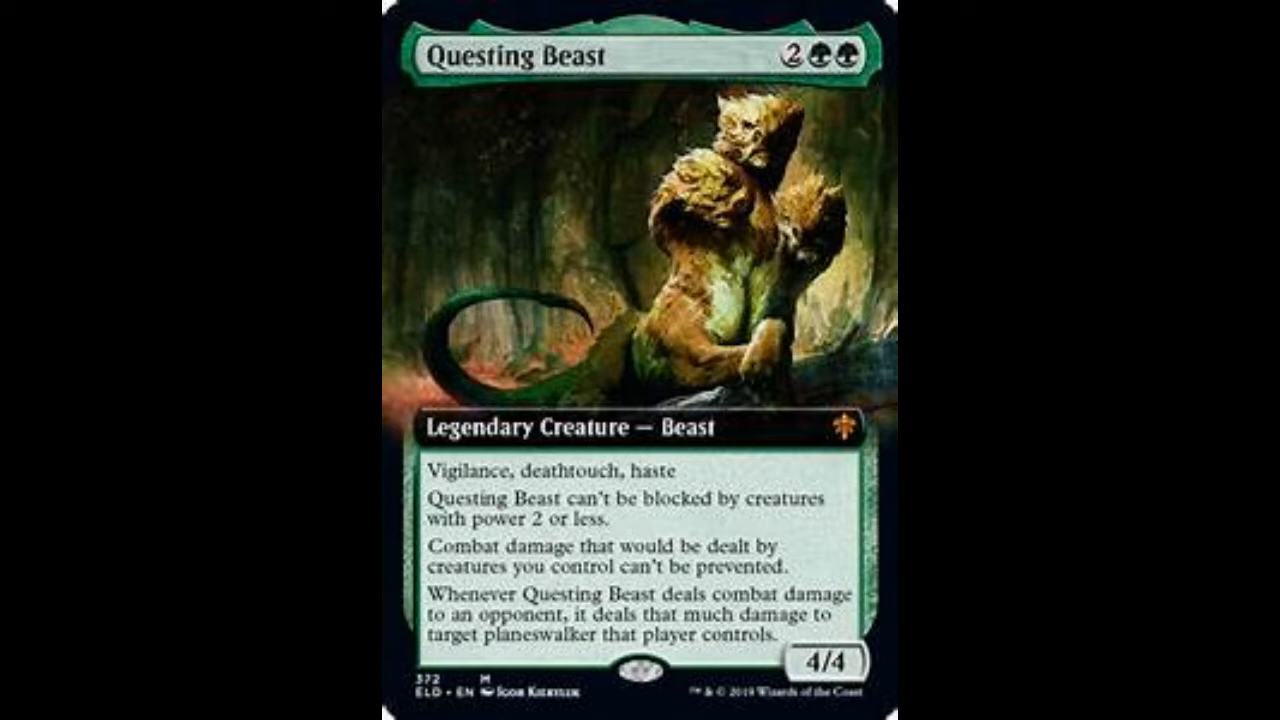 Questing Beast 2
Legendary Creature — Beast
Vigilance, deathtouch, haste
Questing Beast can't be blocked by creatures
with power 2 or less.
Combat damage that would be dealt by
creatures you control can't be prevented.
Whenever Questing Beast deals combat damage
to an opponent, it deals that much damage to
target planeswalker that player controls.
4/4
372 M
ELD • EN
™ & © 2019 Wizards of the Coast